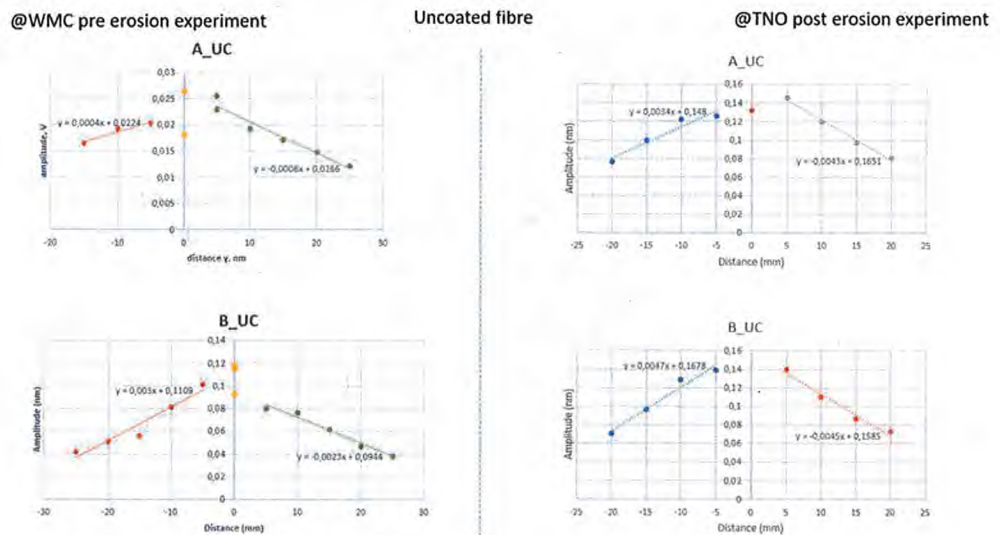 @WMC pre erosion experiment
Uncoated fibre
@TNO post erosion experiment
A_UC
0,03
0,025
0,02
0,015
0,01
0,005
0
y = 0,0004x + 0,0224
y = -0,0006x + 0,0266
amplitude, V
-20
-10
0
10
20
30
distance y, nm
A_UC
0,16
0,14
0,12
0,1
0,08
0,06
0,04
0,02
0
y = 0,0034x + 0,148
y = -0,0043x + 0,1651
Amplitude (nm)
-25
-20
-15
-10
-5
0
5
10
15
20
25
Distance (mm)
B_UC
0,14
0,12
0,1
0,08
0,06
0,04
0,02
0
y = 0,003x + 0,1109
y = -0,0023x + 0,0944
Amplitude (nm)
-30
-20
-10
0
10
20
30
Distance (mm)
B_UC
0,16
0,14
0,12
0,1
0,08
0,06
0,04
0,02
0
y = 0,0047x + 0,1678
y = -0,0045x + 0,1585
Amplitude (nm)
-25
-20
-15
-10
-5
0
5
10
15
20
25
Distance (mm)